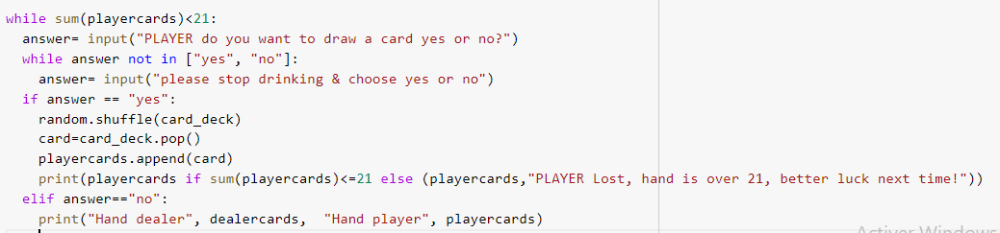 while sum(playercards)<21:
  answer= input("PLAYER do you want to draw a card yes or no?")
  while answer not in ["yes", "no"]:
    answer= input("please stop drinking & choose yes or no")
  if answer == "yes":
    random.shuffle(card_deck)
    card=card_deck.pop()
    playercards.append(card)
    print(playercards if sum(playercards)<=21 else (playercards,"PLAYER Lost, hand is over 21, better luck next time!"))
  elif answer=="no":
    print("Hand dealer", dealercards,  "Hand player", playercards)
Activer Windows